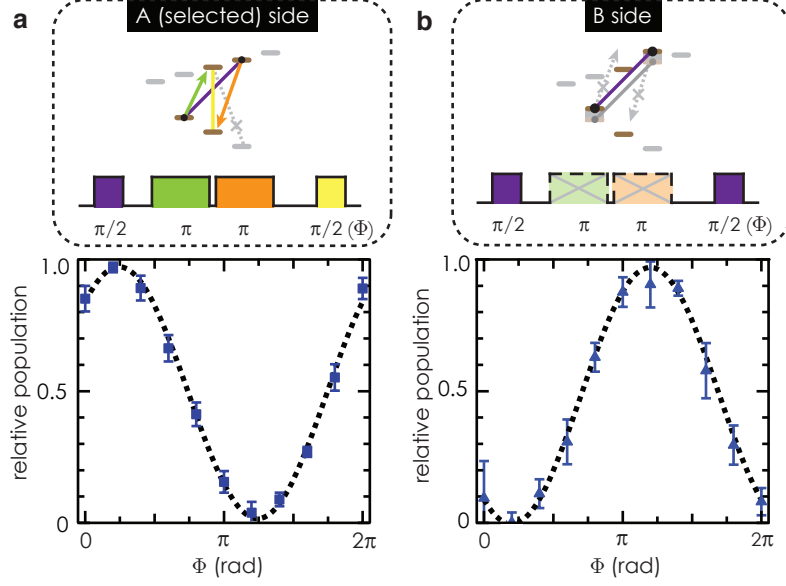 a
A (selected) side
π/2
π
π
π/2 (Φ)
1.0
0.5
0
relative population
0
π
2π
Φ (rad)
b
B side
π/2
π
π
π/2 (Φ)
1.0
0.5
0
relative population
0
π
2π
Φ (rad)